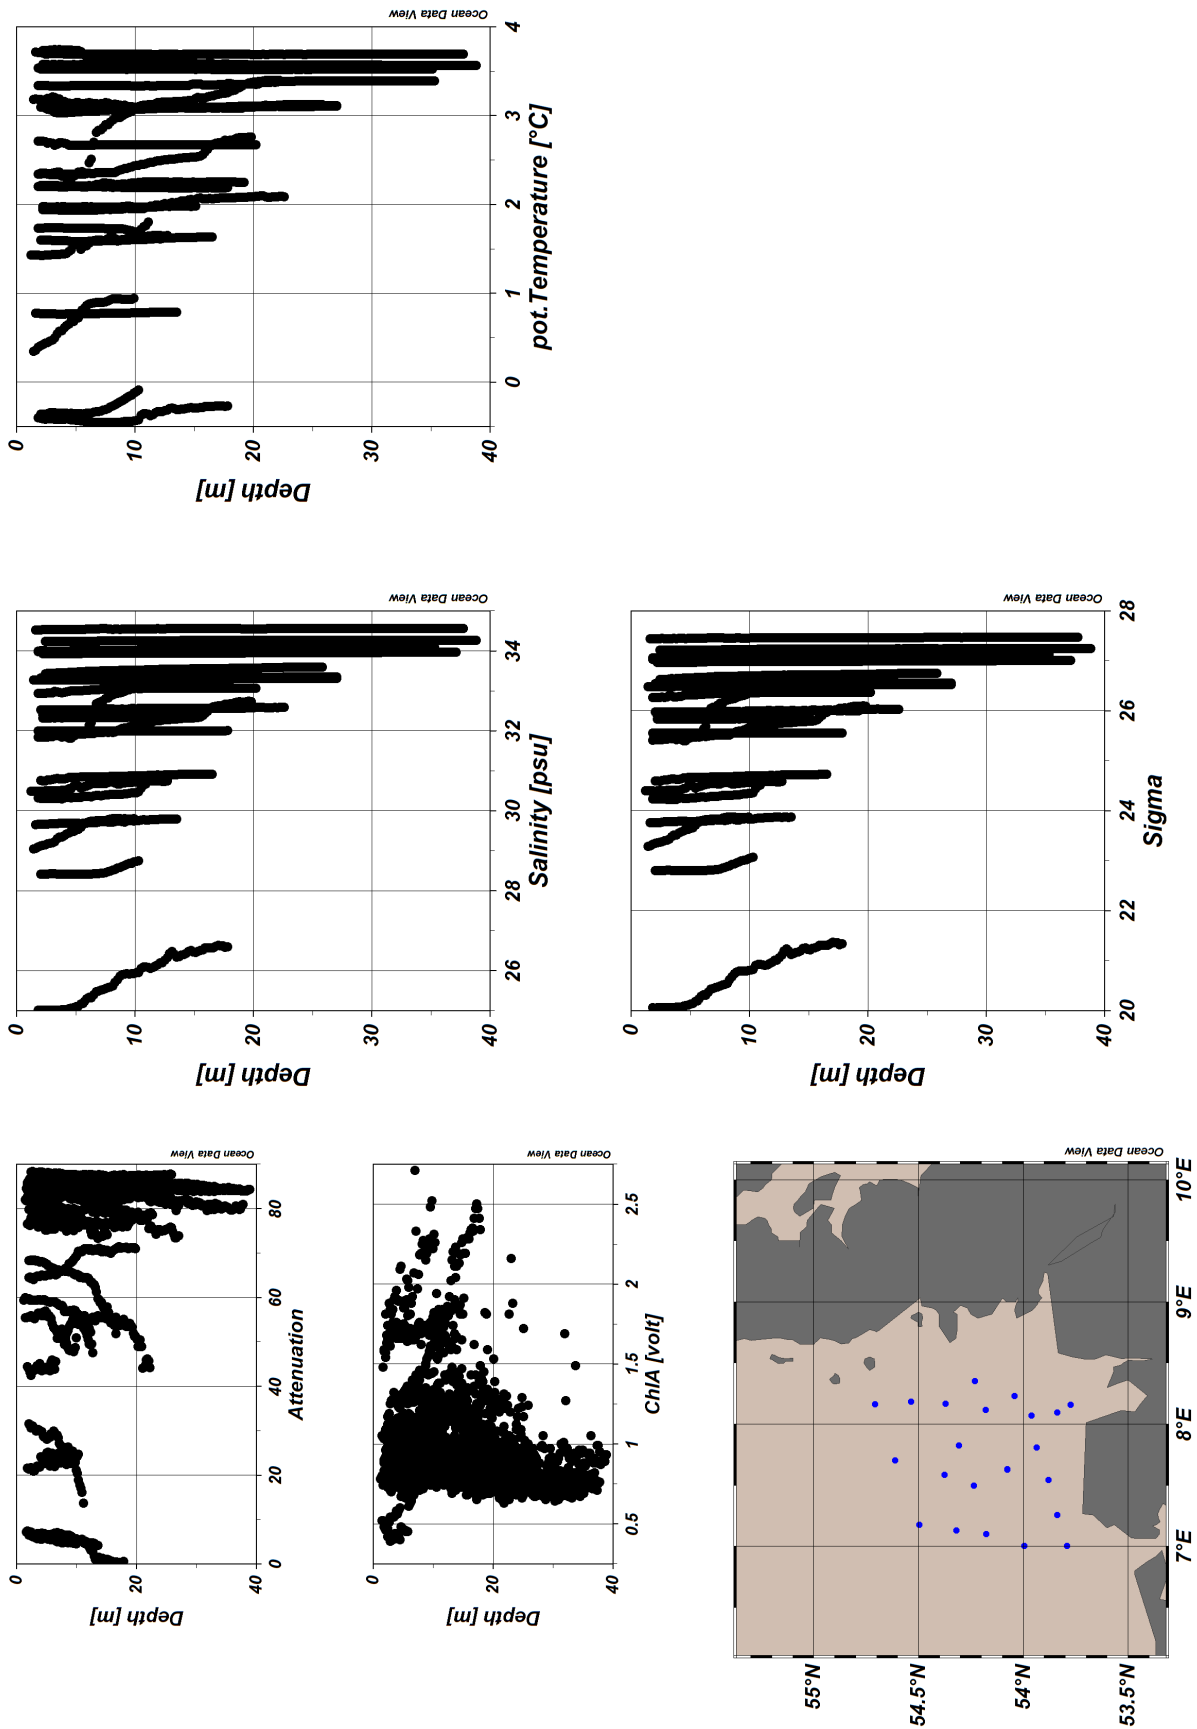 Ocean Data View
0
20
40
60
80
0
20
40
Depth [m]
Attenuation
Ocean Data View
26
28
30
32
34
0
10
20
30
40
Depth [m]
Salinity [psu]
Ocean Data View
0
1
2
3
4
0
10
20
30
40
Depth [m]
pot.Temperature [°C]
Ocean Data View
0.5
1
1.5
2
2.5
0
20
40
Depth [m]
ChlA [volt]
Ocean Data View
20
22
24
26
28
0
10
20
30
40
Depth [m]
Sigma
Ocean Data View
55°N
54.5°N
54°N
53.5°N
7°E
8°E
9°E
10°E